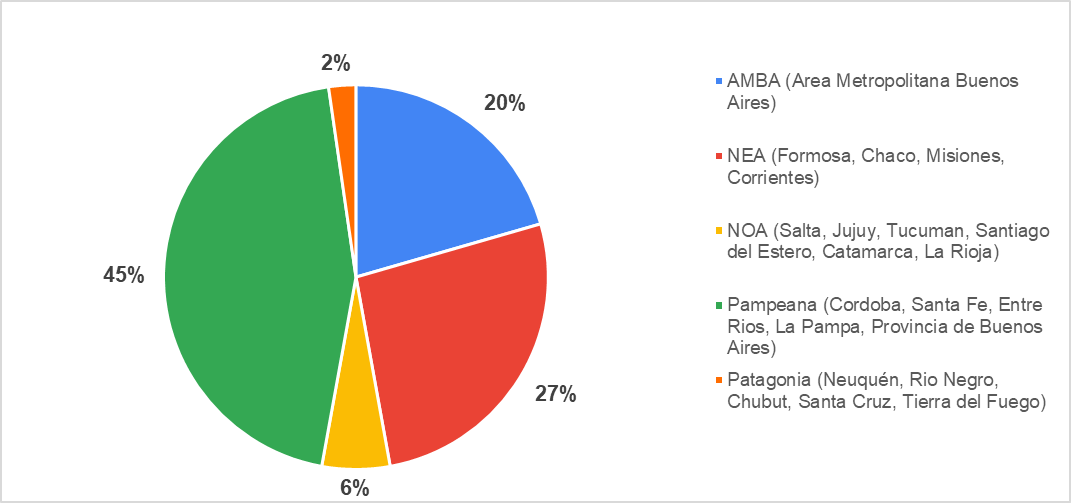 2%
20%
45%
27%
6%
AMBA (Area Metropolitana Buenos
Aires)
NEA (Formosa, Chaco, Misiones,
Corrientes)
NOA (Salta, Jujuy, Tucuman, Santiago
del Estero, Catamarca, La Rioja)
Pampeana (Cordoba, Santa Fe, Entre
Rios, La Pampa, Provincia de Buenos
Aires)
Patagonia (Neuquén, Rio Negro,
Chubut, Santa Cruz, Tierra del Fuego)